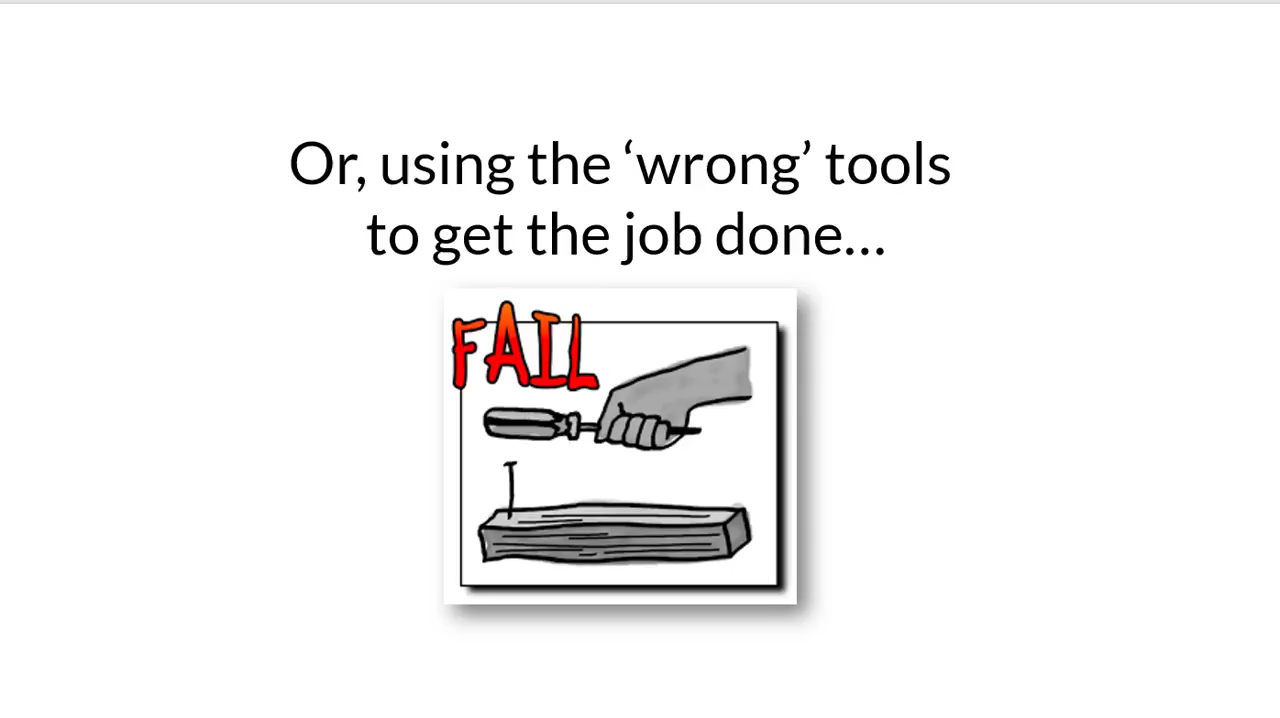 Or, using the ‘wrong’ tools
to get the job done...
FAIL